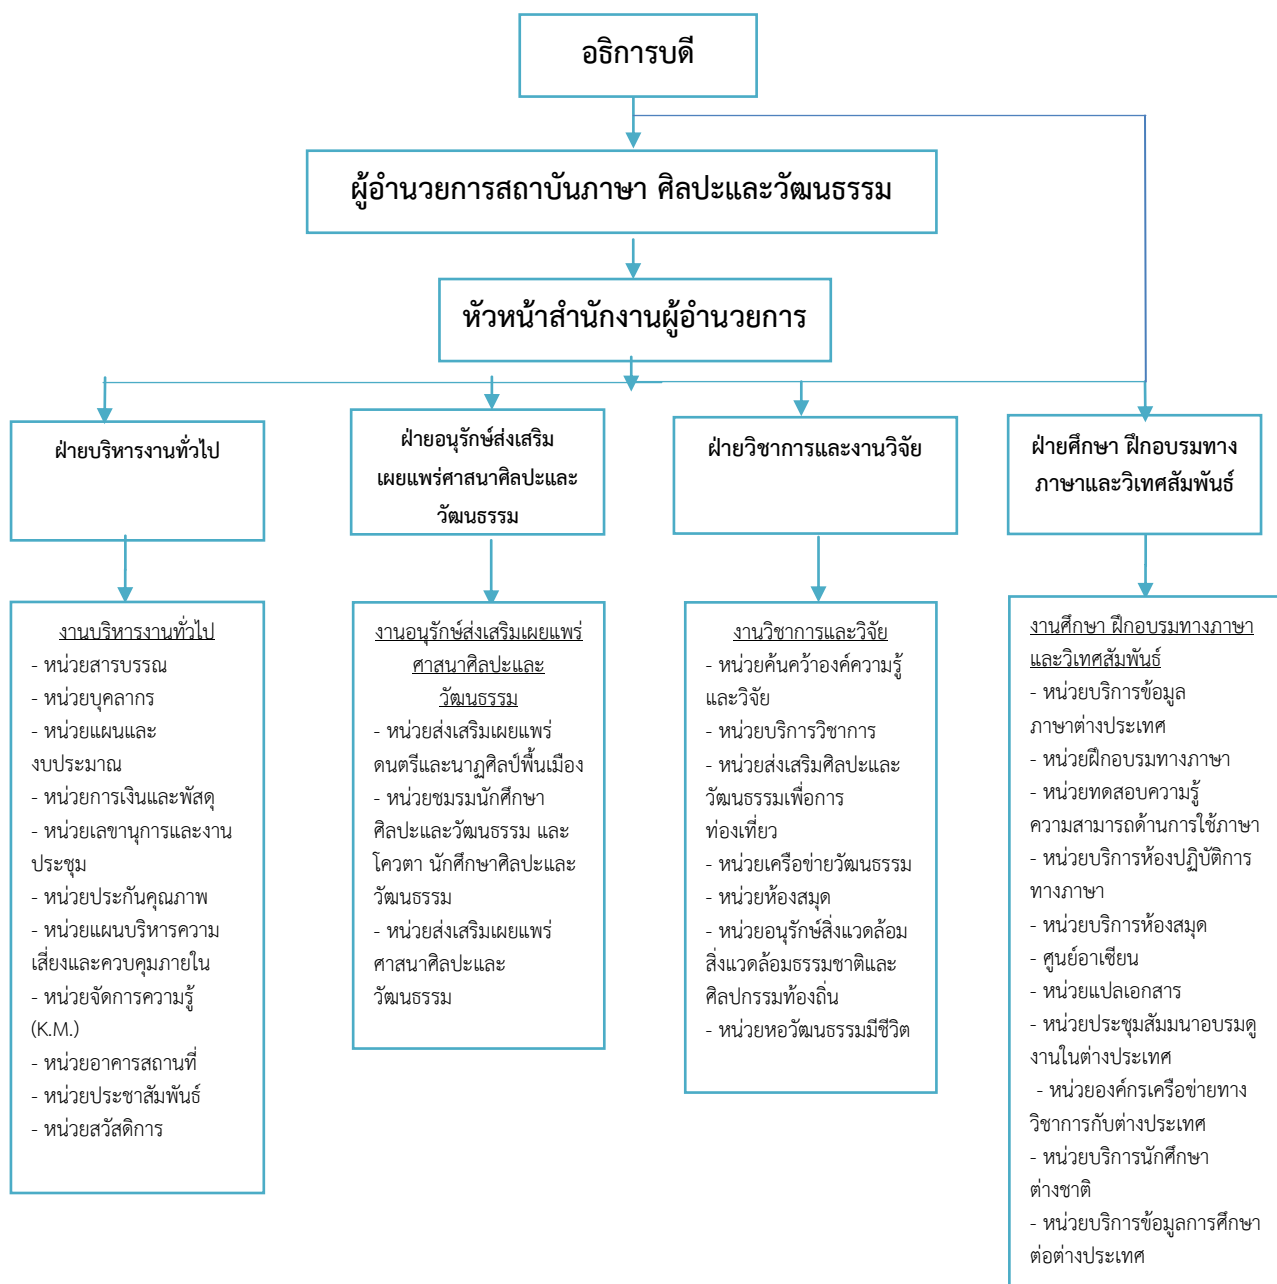 อธิการบดี
ผู้อำนวยการสถาบันภาษา ศิลปะและวัฒนธรรม
หัวหน้าสำนักงานผู้อำนวยการ
ฝ่ายบริหารงานทั่วไป
ฝ่ายอนุรักษ์ส่งเสริม
เผยแพร่ศาสนาศิลปะและ
วัฒนธรรม
ฝ่ายวิชาการและงานวิจัย
ฝ่ายศึกษา ฝึกอบรมทาง
ภาษาและวิเทศสัมพันธ์
งานบริหารงานทั่วไป
- หน่วยสารบรรณ
- หน่วยบุคลากร
- หน่วยแผนและ
งบประมาณ
- หน่วยการเงินและพัสดุ
- หน่วยเลขานุการและงาน
ประชุม
- หน่วยประกันคุณภาพ
- หน่วยแผนบริหารความ
เสี่ยงและควบคุมภายใน
- หน่วยจัดการความรู้
(K.M.)
- หน่วยอาคารสถานที่
- หน่วยประชาสัมพันธ์
- หน่วยสวัสดิการ
งานอนุรักษ์ส่งเสริมเผยแพร่
ศาสนาศิลปะและ
วัฒนธรรม
- หน่วยส่งเสริมเผยแพร่
ดนตรีและนาฏศิลป์พื้นเมือง
- หน่วยชมรมนักศึกษา
ศิลปะและวัฒนธรรม และ
โควตา นักศึกษาศิลปะและ
วัฒนธรรม
- หน่วยส่งเสริมเผยแพร่
ศาสนาศิลปะและ
วัฒนธรรม
งานวิชาการและวิจัย
- หน่วยค้นคว้าองค์ความรู้
และวิจัย
- หน่วยบริการวิชาการ
- หน่วยส่งเสริมศิลปะและ
วัฒนธรรมเพื่อการ
ท่องเที่ยว
- หน่วยเครือข่ายวัฒนธรรม
- หน่วยห้องสมุด
- หน่วยอนุรักษ์สิ่งแวดล้อม
สิ่งแวดล้อมธรรมชาติและ
ศิลปกรรมท้องถิ่น
- หน่วยหอวัฒนธรรมมีชีวิต
งานศึกษา ฝึกอบรมทางภาษา
และวิเทศสัมพันธ์
- หน่วยบริการข้อมูล
ภาษาต่างประเทศ
- หน่วยฝึกอบรมทางภาษา
- หน่วยทดสอบความรู้
ความสามารถด้านการใช้ภาษา
- หน่วยบริการห้องปฏิบัติการ
ทางภาษา
- หน่วยบริการห้องสมุด
- ศูนย์อาเซียน
- หน่วยแปลเอกสาร
- หน่วยประชุมสัมมนาอบรมดู
งานในต่างประเทศ
- หน่วยองค์กรเครือข่ายทาง
วิชาการกับต่างประเทศ
- หน่วยบริการนักศึกษา
ต่างชาติ
- หน่วยบริการข้อมูลการศึกษา
ต่อต่างประเทศ